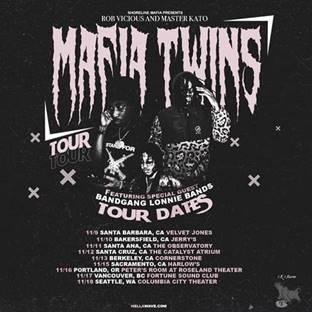 SHORELINE MAFIA PRESENTS
ROB VICIOUS AND MASTER KATO
MAFIA TWINS
TOUR
TOUR
FEATURING SPECIAL GUEST
BANDGANG LONNIE BANDS
TOUR DATES
11/9 SANTA BARBARA, CA VELVET JONES
11/10 BAKERSFIELD, CA JERRY'S
11/11 SANTA ANA, CA THE OBSERVATORY
11/12 SANTA CRUZ, CA THE CATALYST ATRIUM
11/13 BERKELEY, CA CORNERSTONE
11/15 SACRAMENTO, CA HARLOW'S
11/16 PORTLAND, OR PETER'S ROOM AT ROSELAND THEATER
11/17 VANCOUVER, BC FORTUNE SOUND CLUB
11/18 SEATTLE, WA COLUMBIA CITY THEATER
HELLAWAVE.COM